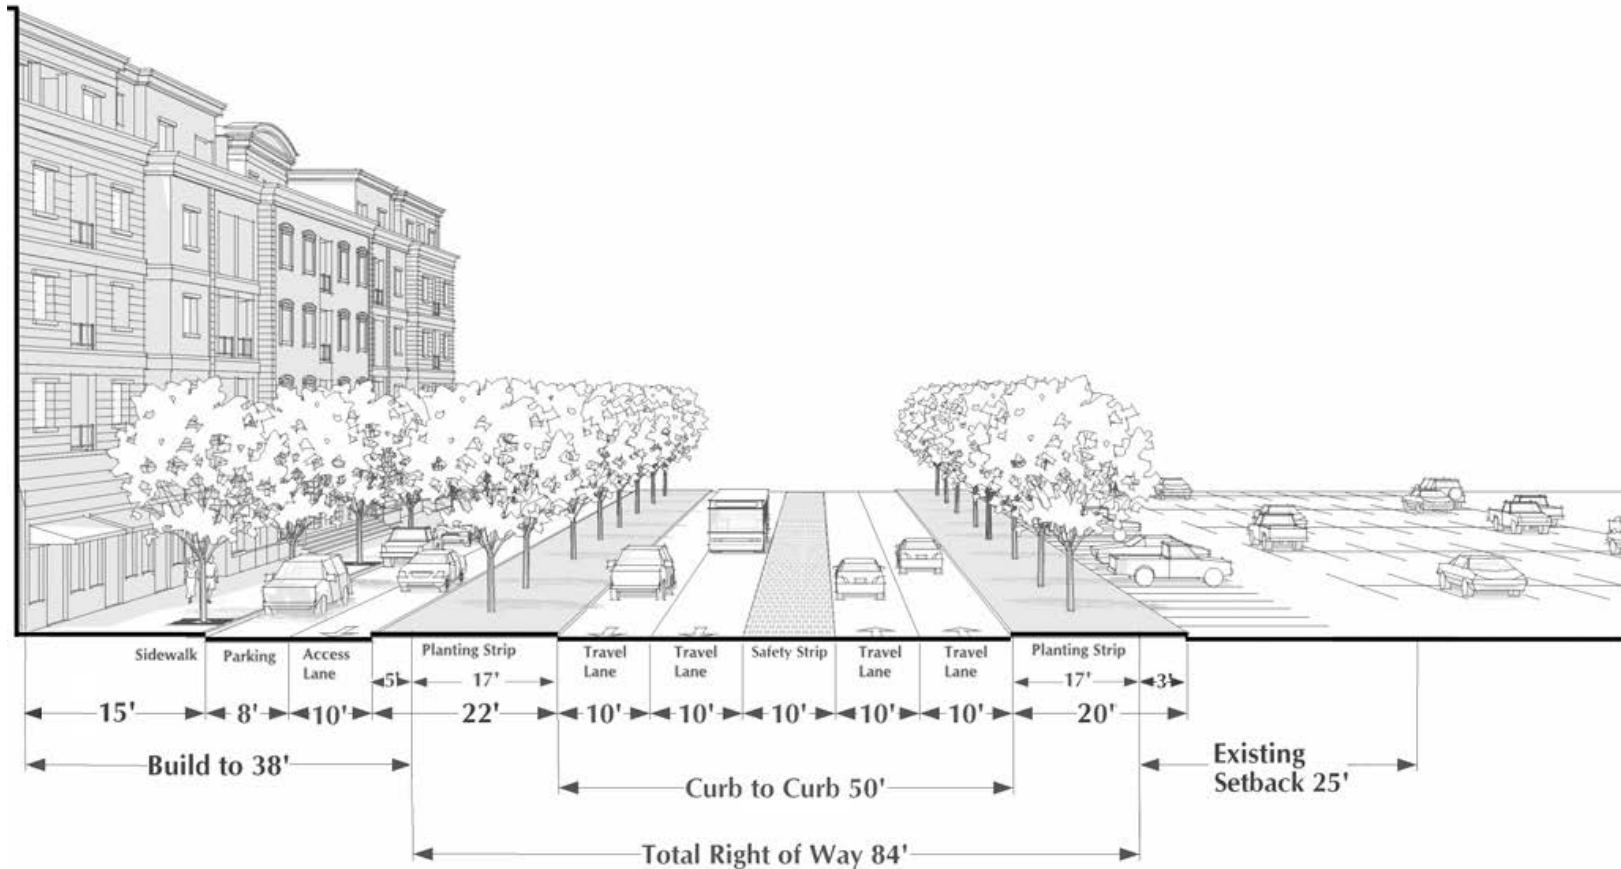 Sidewalk
Parking
Access
Lane
Planting Strip
Travel
Lane
Travel
Lane
Safety Strip
Travel
Lane
Travel
Lane
Planting Strip
5'
17'
17'
3'
15'
8'
10'
22'
10'
10'
10'
10'
10'
20'
Build to 38'
Curb to Curb 50'
Existing
Setback 25'
Total Right of Way 84'